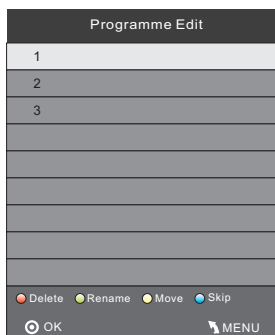 Programme Edit
1
2
3
Delete Rename Move Skip
OK MENU